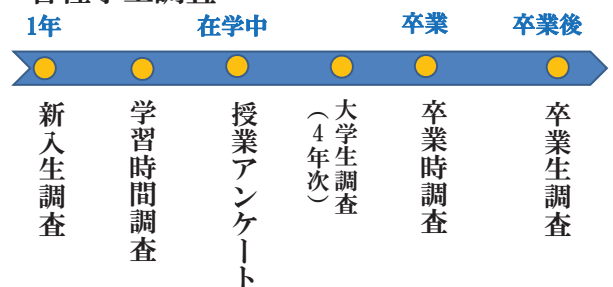 1年
在学中
卒業
卒業後
新入生調査
学習時間調査
授業アンケート
大学生調査
（4年次）
卒業時調査
卒業生調査